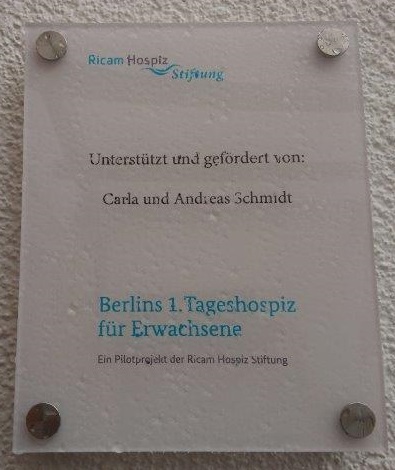 Ricam Hospiz
Stiftung
Unterstützt und gefördert von:
Carla und Andreas Schmidt
Berlins 1. Tageshospiz
für Erwachsene
Ein Pilotprojekt der Ricam Hospiz Stiftung